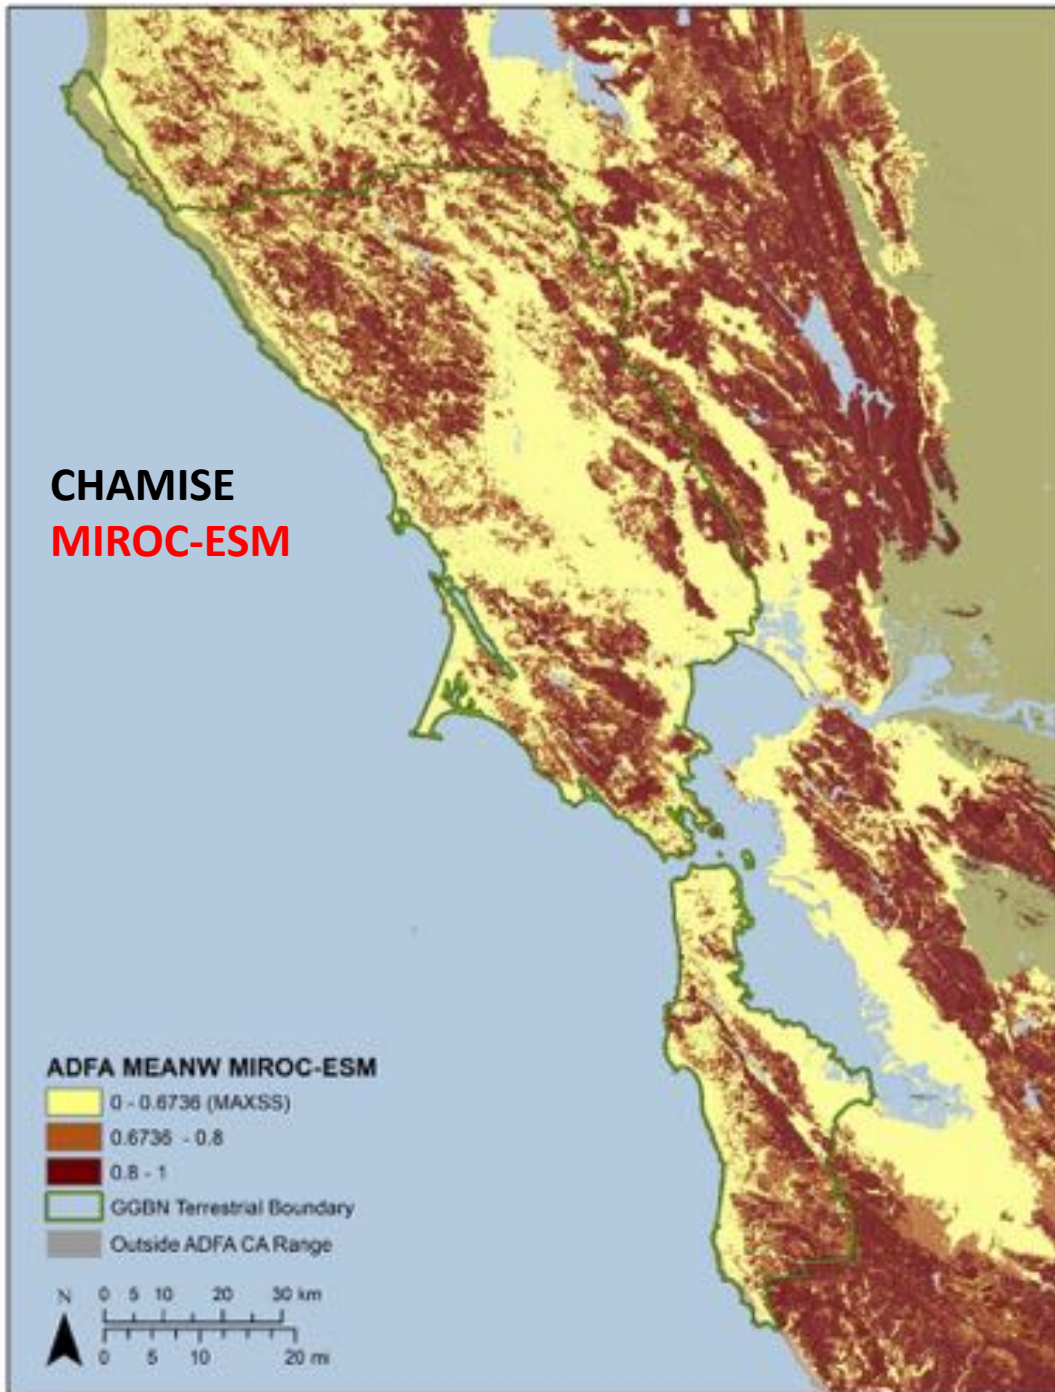 CHAMISE
MIROC-ESM
ADFA MEANW MIROC-ESM
0 - 0.6736 (MAXSS)
0.6736 - 0.8
0.8 - 1
GGBN Terrestrial Boundary
Outside ADFA CA Range
N 0 5 10 20 30 km
0 5 10 20 mi